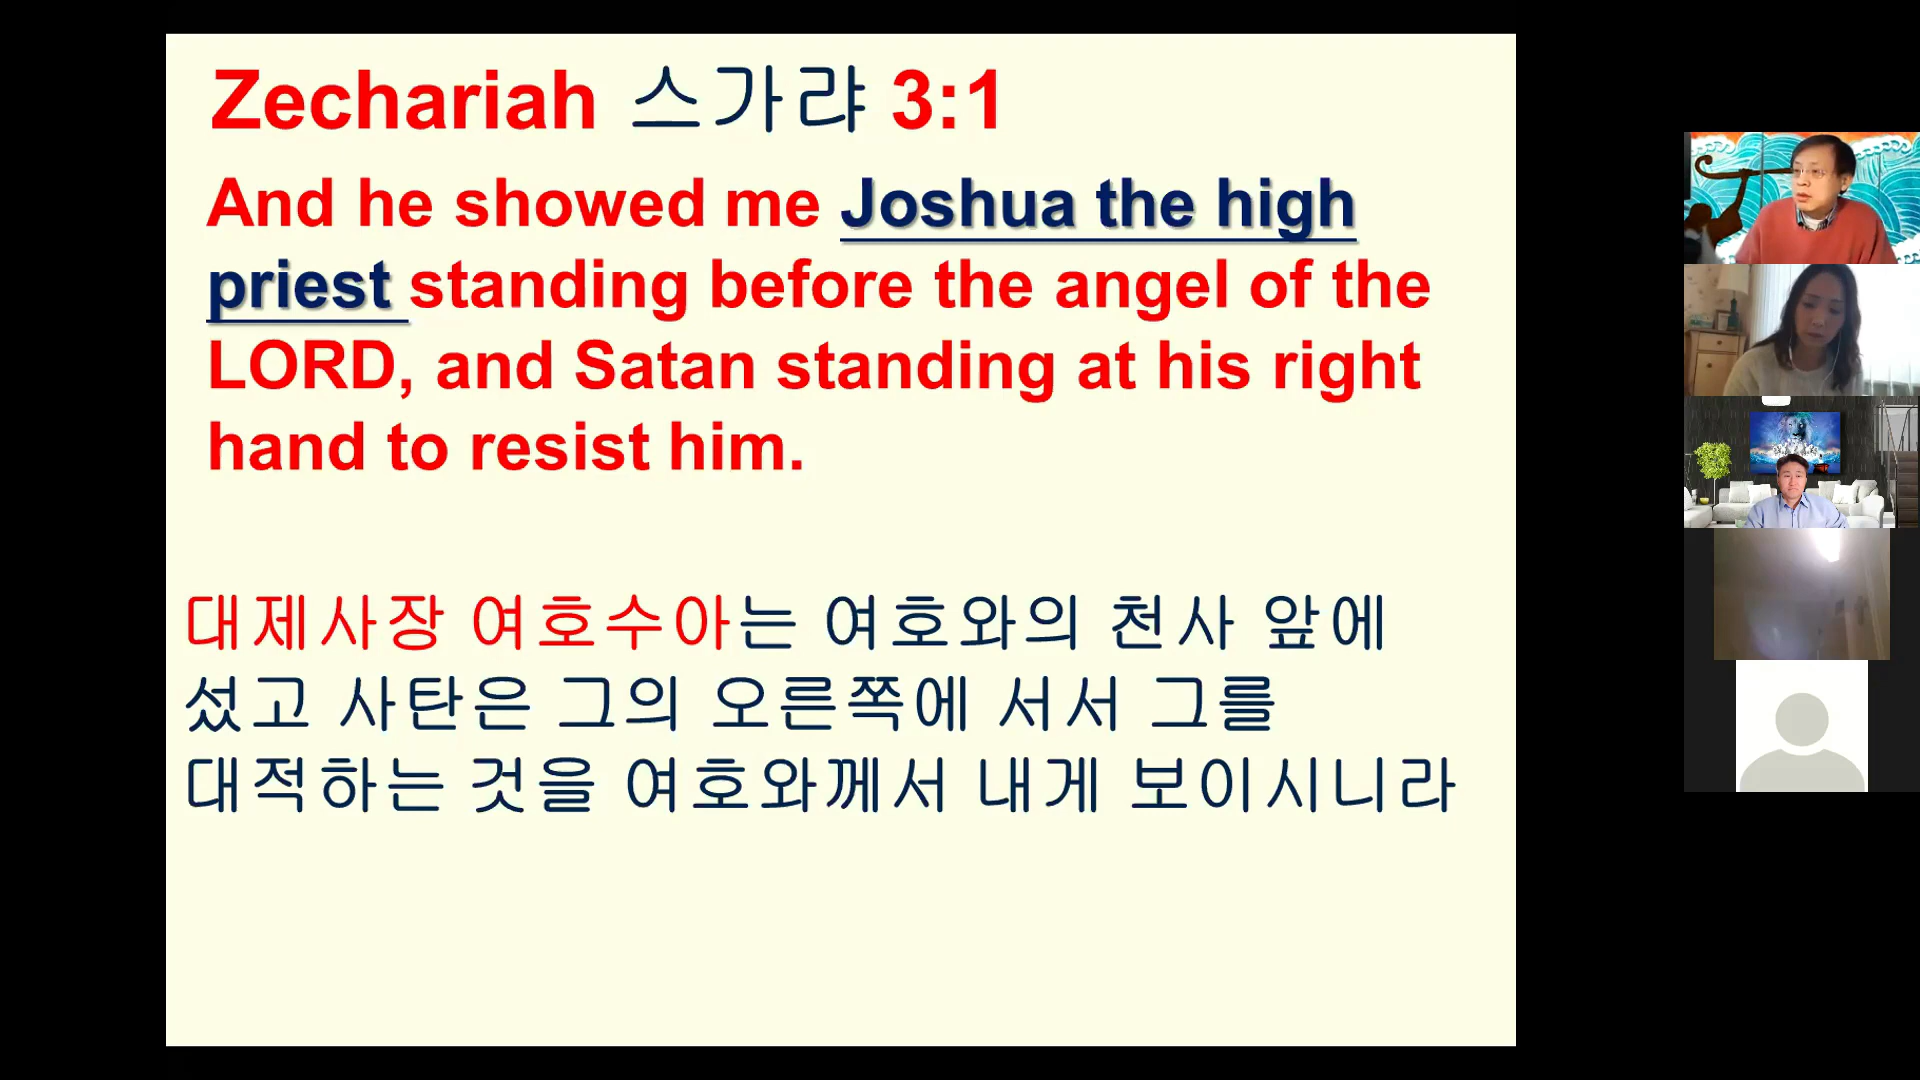 Zechariah 스가랴 3:1
And he showed me Joshua the high
priest standing before the angel of the
LORD, and Satan standing at his right
hand to resist him.
대제사장 여호수아는 여호와의 천사 앞에
섰고 사탄은 그의 오른쪽에 서서 그를
대적하는 것을 여호와께서 내게 보이시니라